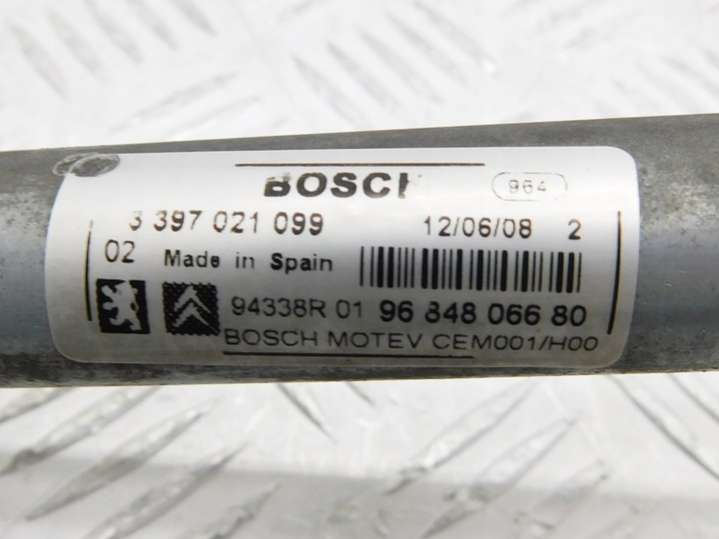 BOSCH 964
3 397 021 099 12/06/08 2
02 Made in Spain
94338R 01 96 848 066 80
BOSCH MOTEV CEM001/H00